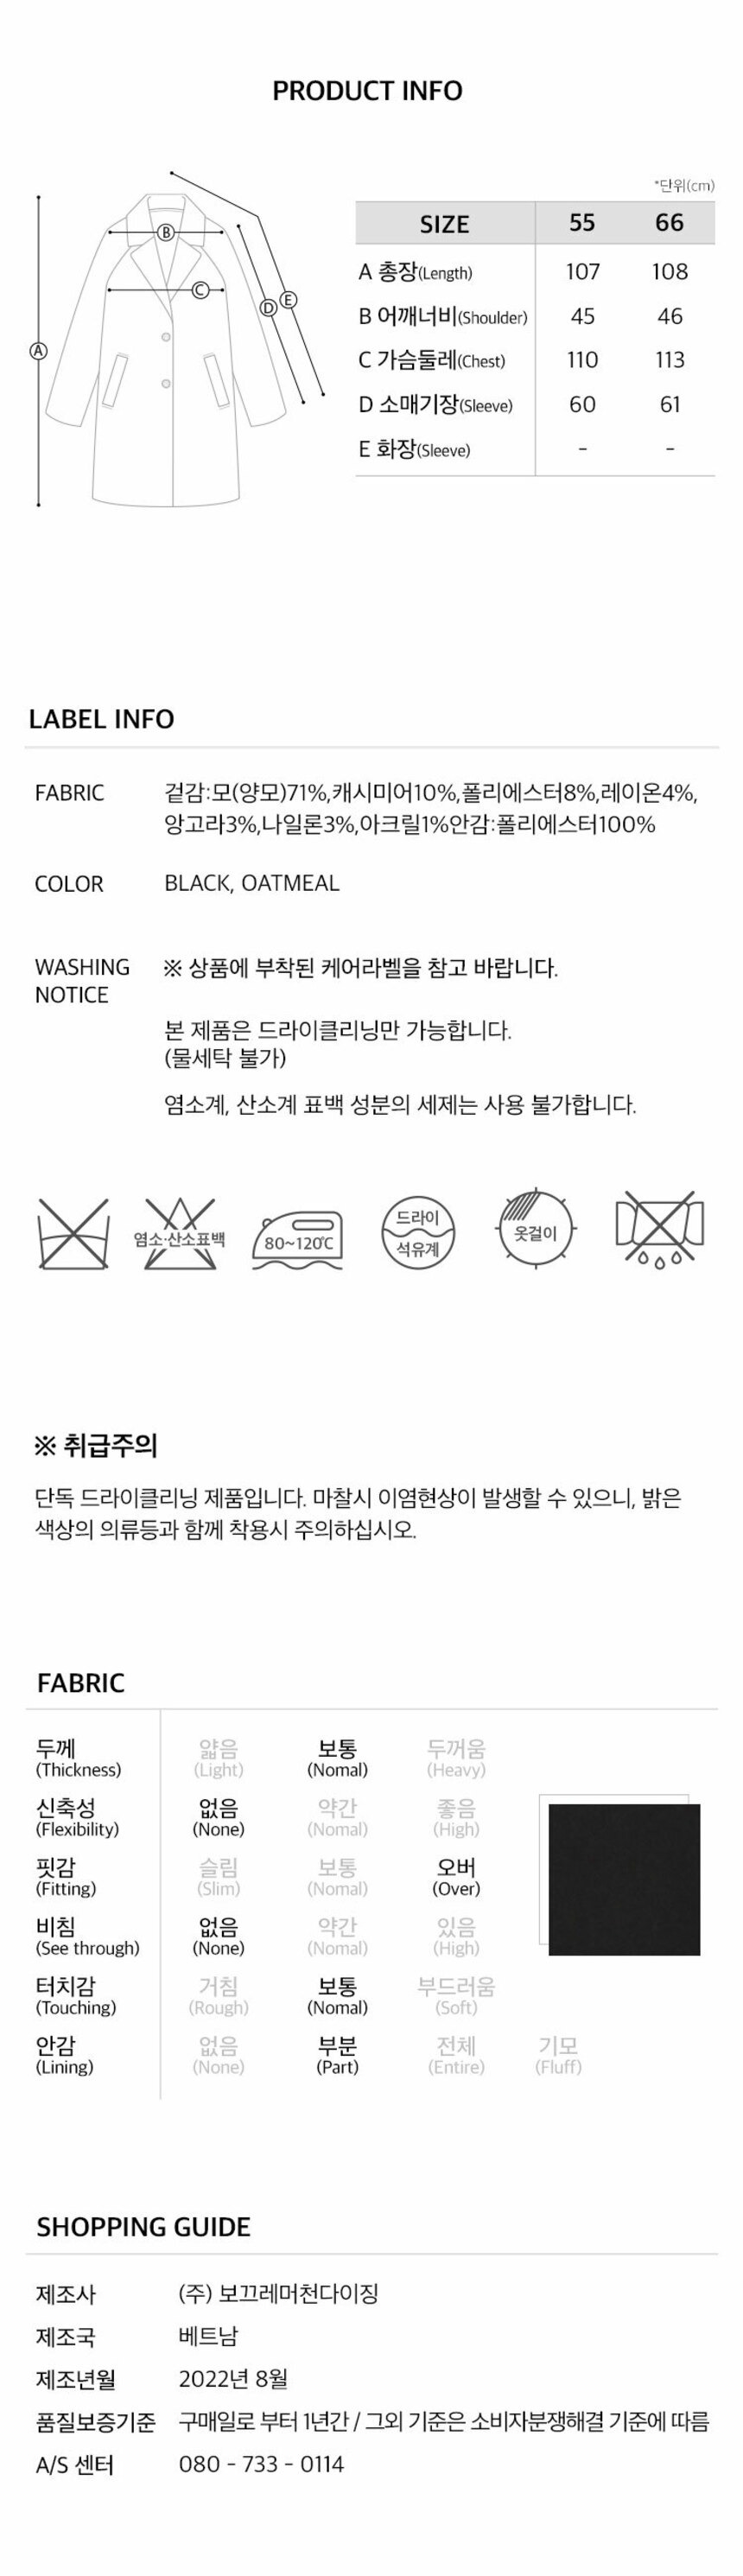 PRODUCT INFO
*단위(cm)
SIZE 55 66
A 총장(Length) 107 108
B 어깨너비(Shoulder) 45 46
C 가슴둘레(Chest) 110 113
D 소매기장(Sleeve) 60 61
E 화장(Sleeve) - -
A
B
C
D
E
LABEL INFO
FABRIC 겉감:모(양모)71%,캐시미어10%,폴리에스터8%,레이온4%,
앙고라3%,나일론3%,아크릴1%안감:폴리에스터100%
COLOR BLACK, OATMEAL
WASHING ※ 상품에 부착된 케어라벨을 참고 바랍니다.
NOTICE
본 제품은 드라이클리닝만 가능합니다.
(물세탁 불가)
염소계, 산소계 표백 성분의 세제는 사용 불가합니다.
염소·산소표백
80~120℃
드라이
석유계
옷걸이
※ 취급주의
단독 드라이클리닝 제품입니다. 마찰시 이염현상이 발생할 수 있으니, 밝은
색상의 의류등과 함께 착용시 주의하십시오.
FABRIC
두께 얇음 보통 두꺼움
(Thickness) (Light) (Nomal) (Heavy)
신축성 없음 약간 좋음
(Flexibility) (None) (Nomal) (High)
핏감 슬림 보통 오버
(Fitting) (Slim) (Nomal) (Over)
비침 없음 약간 있음
(See through) (None) (Nomal) (High)
터치감 거침 보통 부드러움
(Touching) (Rough) (Nomal) (Soft)
안감 없음 부분 전체 기모
(Lining) (None) (Part) (Entire) (Fluff)
SHOPPING GUIDE
제조사 (주) 보끄레머천다이징
제조국 베트남
제조년월 2022년 8월
품질보증기준 구매일로 부터 1년간 / 그외 기준은 소비자분쟁해결 기준에 따름
A/S 센터 080 - 733 - 0114